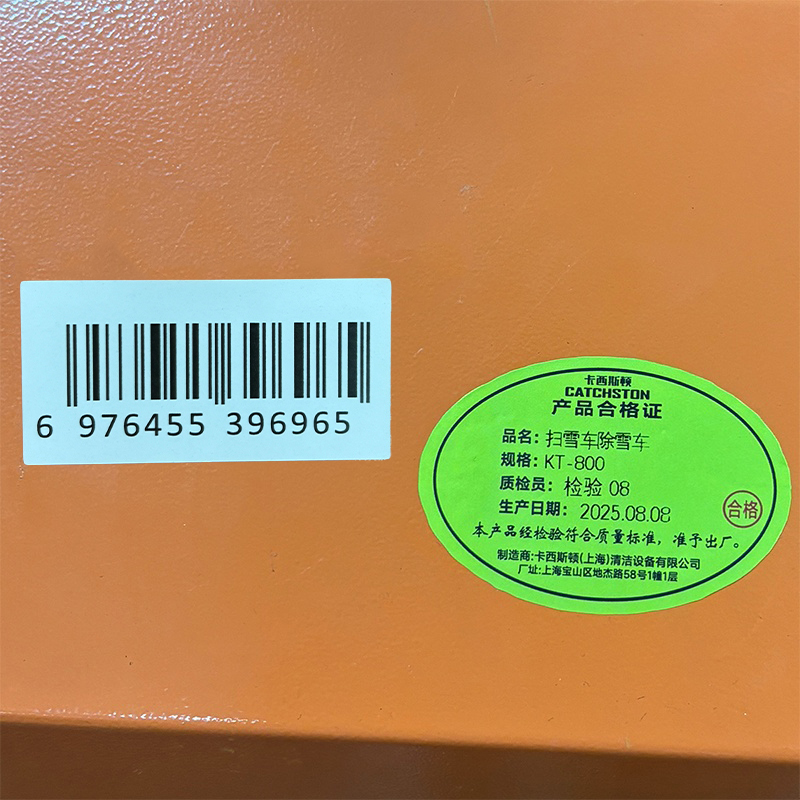 6 976455 396965
卡西斯顿
CATCHSTON
产品合格证
品名: 扫雪车除雪车
规格: KT-800
质检员: 检验 08
生产日期: 2025.08.08
合格
本产品经检验符合质量标准，准予出厂。
制造商:卡西斯顿(上海)清洁设备有限公司
厂址:上海宝山区地杰路58号1幢1层